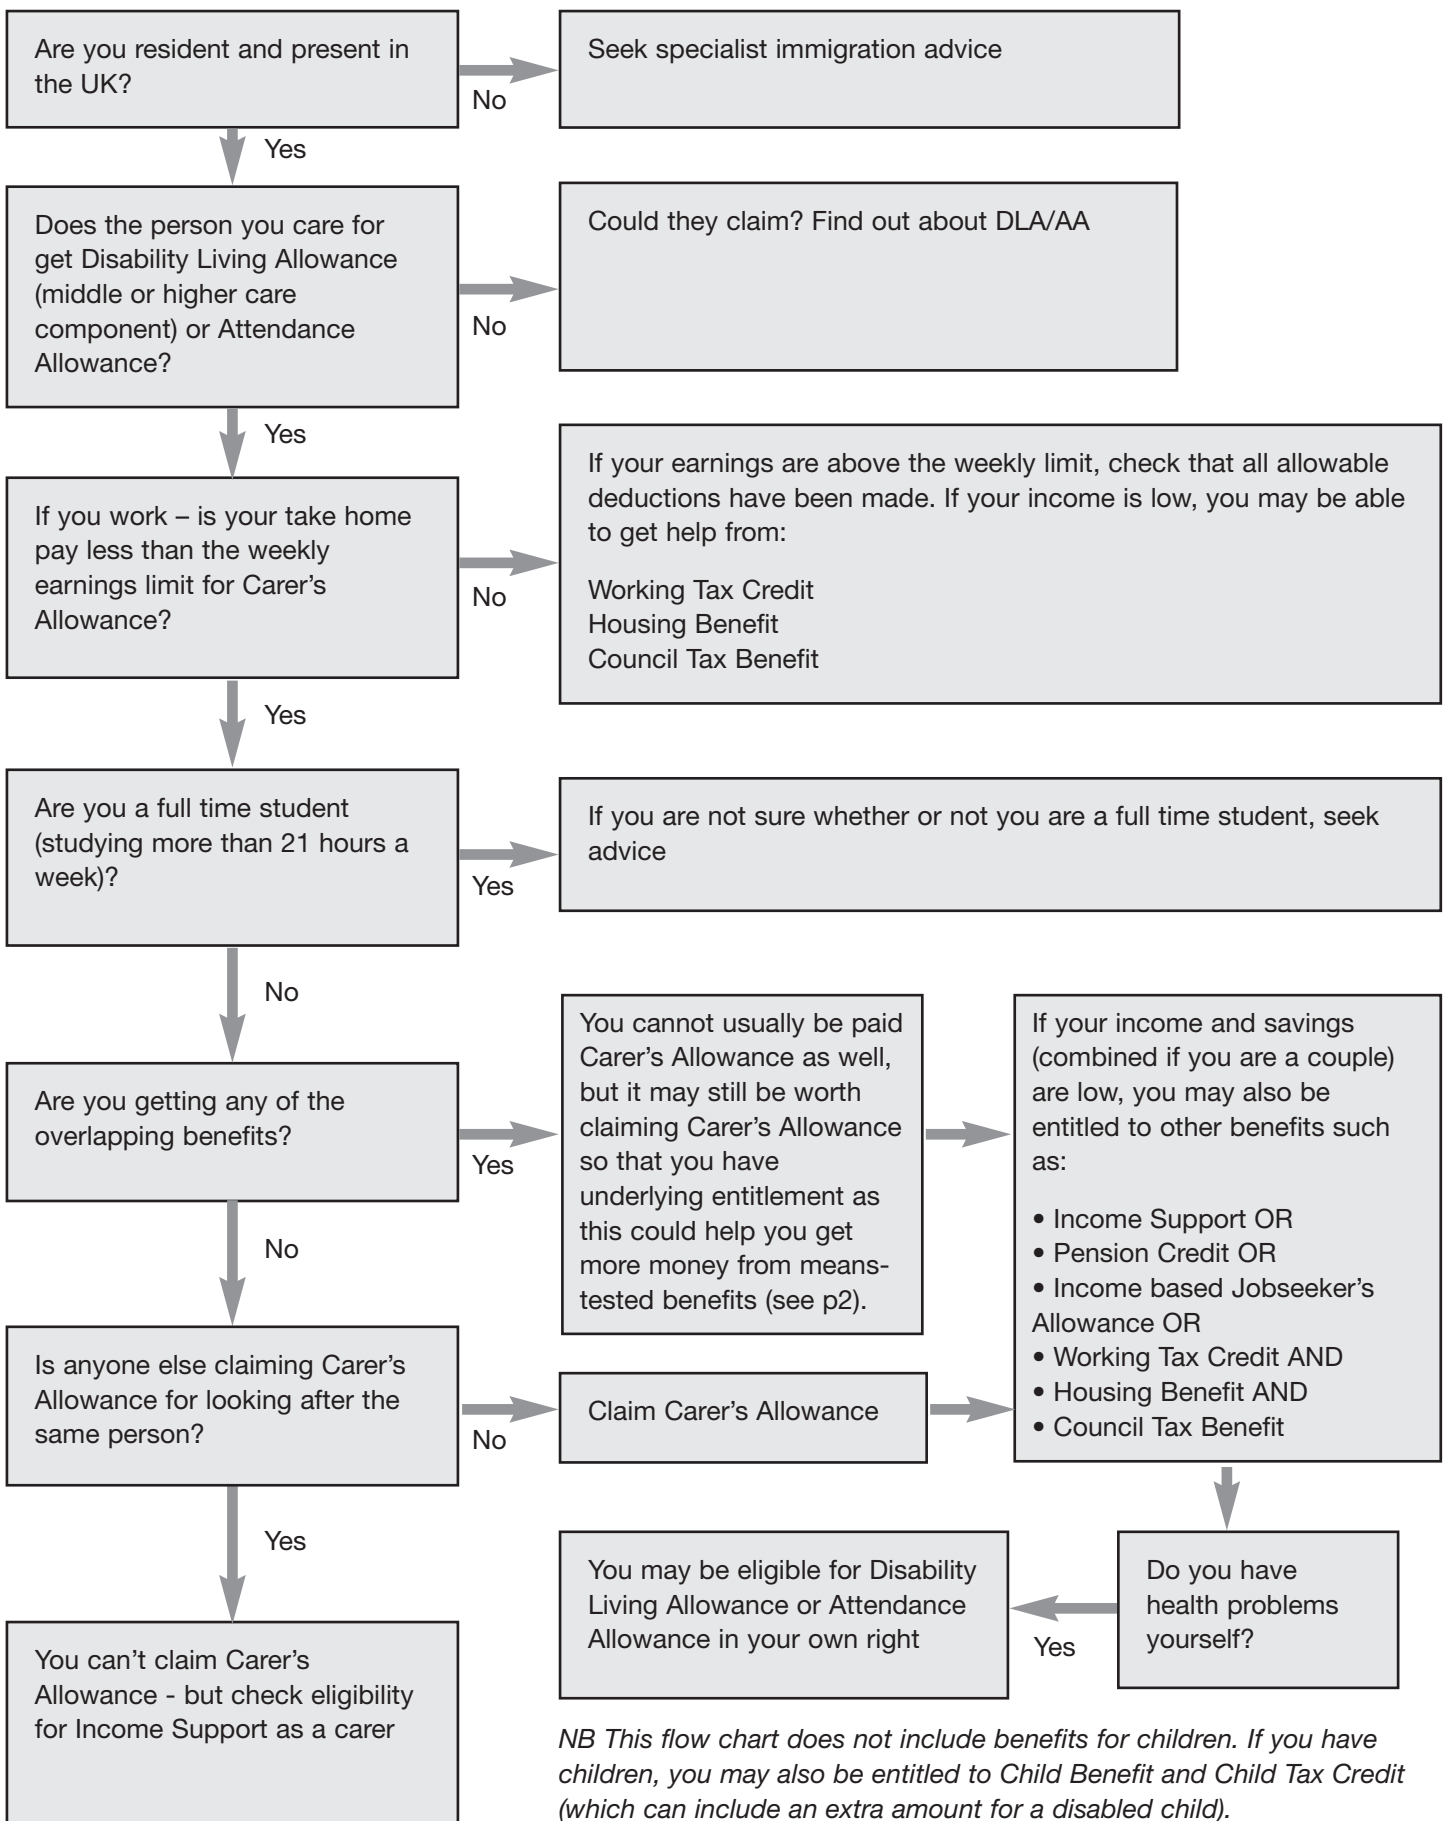 Are you resident and present in
the UK?
No
Seek specialist immigration advice
Yes
Does the person you care for
get Disability Living Allowance
(middle or higher care
component) or Attendance
Allowance?
No
Could they claim? Find out about DLA/AA
Yes
If you work – is your take home
pay less than the weekly
earnings limit for Carer’s
Allowance?
No
If your earnings are above the weekly limit, check that all allowable
deductions have been made. If your income is low, you may be able
to get help from:
Working Tax Credit
Housing Benefit
Council Tax Benefit
Yes
Are you a full time student
(studying more than 21 hours a
week)?
Yes
If you are not sure whether or not you are a full time student, seek
advice
No
Are you getting any of the
overlapping benefits?
Yes
You cannot usually be paid
Carer’s Allowance as well,
but it may still be worth
claiming Carer’s Allowance
so that you have
underlying entitlement as
this could help you get
more money from means-
tested benefits (see p2).
If your income and savings
(combined if you are a couple)
are low, you may also be
entitled to other benefits such
as:
• Income Support OR
• Pension Credit OR
• Income based Jobseeker’s
Allowance OR
• Working Tax Credit AND
• Housing Benefit AND
• Council Tax Benefit
No
Is anyone else claiming Carer’s
Allowance for looking after the
same person?
No
Claim Carer’s Allowance
Yes
You may be eligible for Disability
Living Allowance or Attendance
Allowance in your own right
Yes
Do you have
health problems
yourself?
You can’t claim Carer’s
Allowance - but check eligibility
for Income Support as a carer
NB This flow chart does not include benefits for children. If you have
children, you may also be entitled to Child Benefit and Child Tax Credit
(which can include an extra amount for a disabled child).